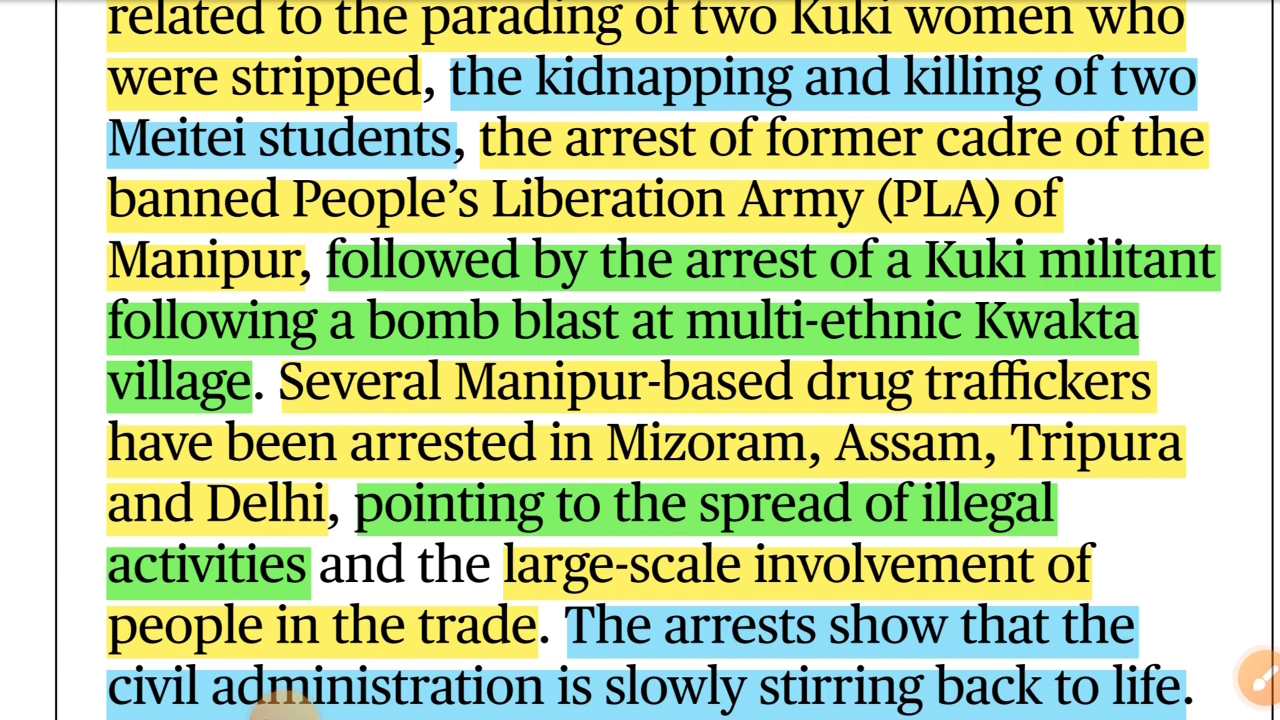 related to the parading of two Kuki women who
were stripped, the kidnapping and killing of two
Meitei students, the arrest of former cadre of the
banned People’s Liberation Army (PLA) of
Manipur, followed by the arrest of a Kuki militant
following a bomb blast at multi-ethnic Kwakta
village. Several Manipur-based drug traffickers
have been arrested in Mizoram, Assam, Tripura
and Delhi, pointing to the spread of illegal
activities and the large-scale involvement of
people in the trade. The arrests show that the
civil administration is slowly stirring back to life.